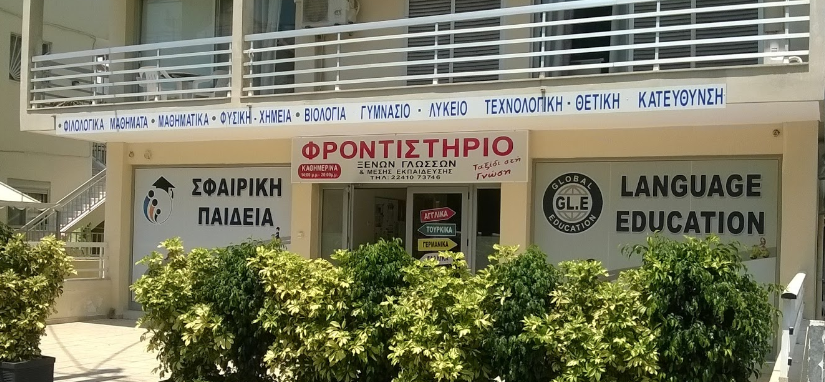 • ΦΙΛΟΛΟΓΙΚΑ ΜΑΘΗΜΑΤΑ • ΜΑΘΗΜΑΤΙΚΑ • ΦΥΣΙΚΗ - ΧΗΜΕΙΑ - ΒΙΟΛΟΓΙΑ ΓΥΜΝΑΣΙΟ - ΛΥΚΕΙΟ ΤΕΧΝΟΛΟΓΙΚΗ - ΘΕΤΙΚΗ ΚΑΤΕΥΘΥΝΣΗ
ΦΡΟΝΤΙΣΤΗΡΙΟ
ΞΕΝΩΝ ΓΛΩΣΣΩΝ
& ΜΕΣΗΣ ΕΚΠΑΙΔΕΥΣΗΣ
ΤΗΛ: 22410 73746
ΚΑΘΗΜΕΡΙΝΑ
Ταξίδι στη
Γνώση
ΣΦΑΙΡΙΚΗ
ΠΑΙΔΕΙΑ
ΑΓΓΛΙΚΑ
ΤΟΥΡΚΙΚΑ
ΓΕΡΜΑΝΙΚΑ
GLOBAL
GL.E
EDUCATION
LANGUAGE
EDUCATION